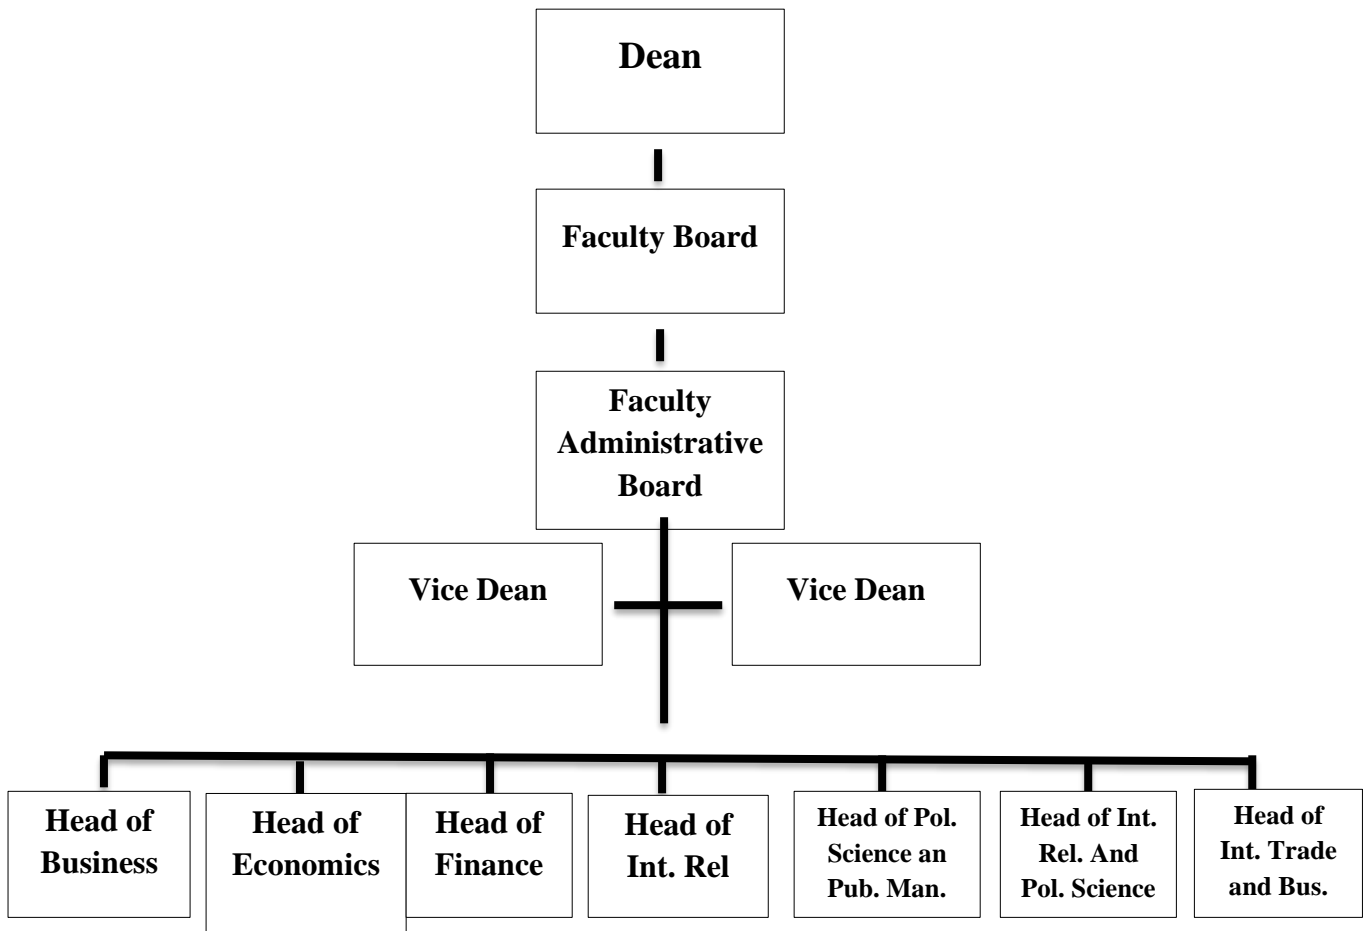 Dean
Faculty Board
Faculty
Administrative
Board
Vice Dean
Vice Dean
Head of
Business
Head of
Economics
Head of
Finance
Head of
Int. Rel
Head of Pol.
Science an
Pub. Man.
Head of Int.
Rel. And
Pol. Science
Head of
Int. Trade
and Bus.